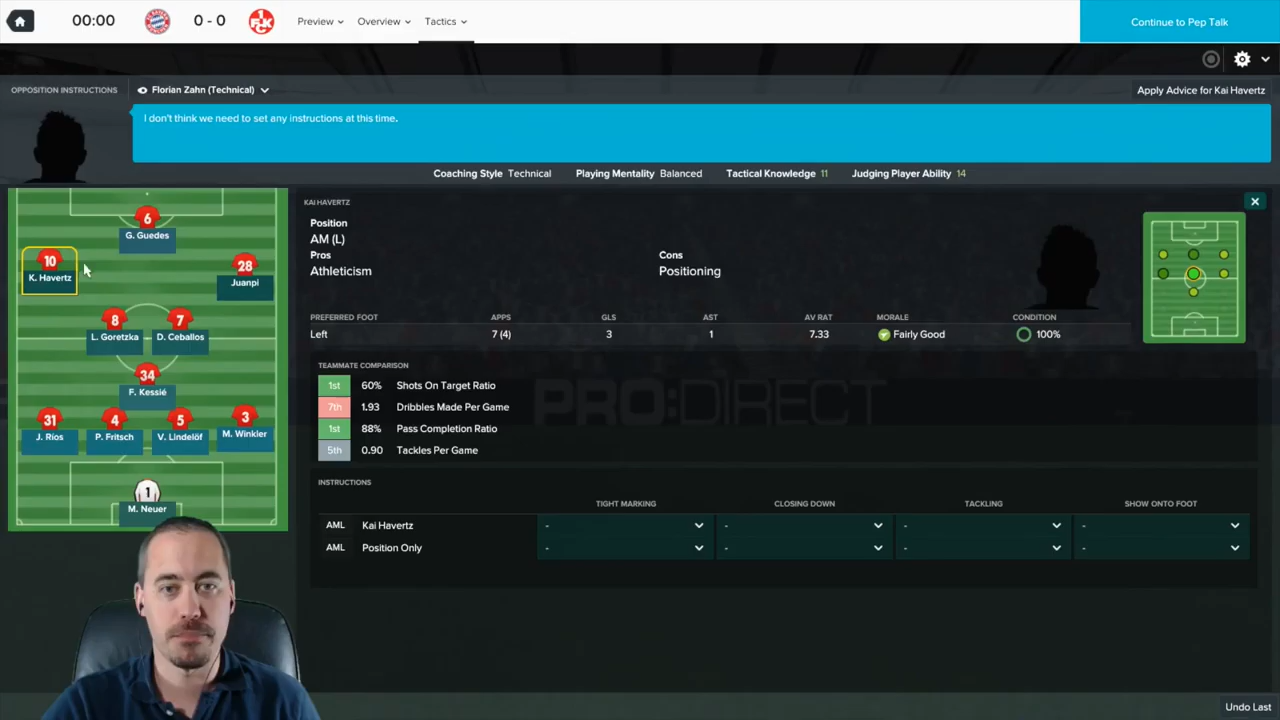 00:00 0 - 0 FCK Preview Overview Tactics Continue to Pep Talk
OPPOSITION INSTRUCTIONS Florian Zahn (Technical) Apply Advice for Kai Havertz
I don't think we need to set any instructions at this time.
Coaching Style Technical Playing Mentality Balanced Tactical Knowledge 11 Judging Player Ability 14
6
G. Guedes
10
K. Havertz
28
Juanpi
8
L. Goretzka
7
D. Ceballos
34
F. Kessié
31
J. Ríos
4
P. Fritsch
5
V. Lindelöf
3
M. Winkler
1
M. Neuer
KAI HAVERTZ
Position
AM (L)
Pros
Athleticism
Cons
Positioning
PREFERRED FOOT APPS GLS AST AV RAT MORALE CONDITION
Left 7 (4) 3 1 7.33 Fairly Good 100%
TEAMMATE COMPARISON
1st 60% Shots On Target Ratio
7th 1.93 Dribbles Made Per Game
1st 88% Pass Completion Ratio
5th 0.90 Tackles Per Game
PRO:DIRECT
INSTRUCTIONS
TIGHT MARKING CLOSING DOWN TACKLING SHOW ONTO FOOT
AML Kai Havertz - - - -
AML Position Only - - - -
Undo Last